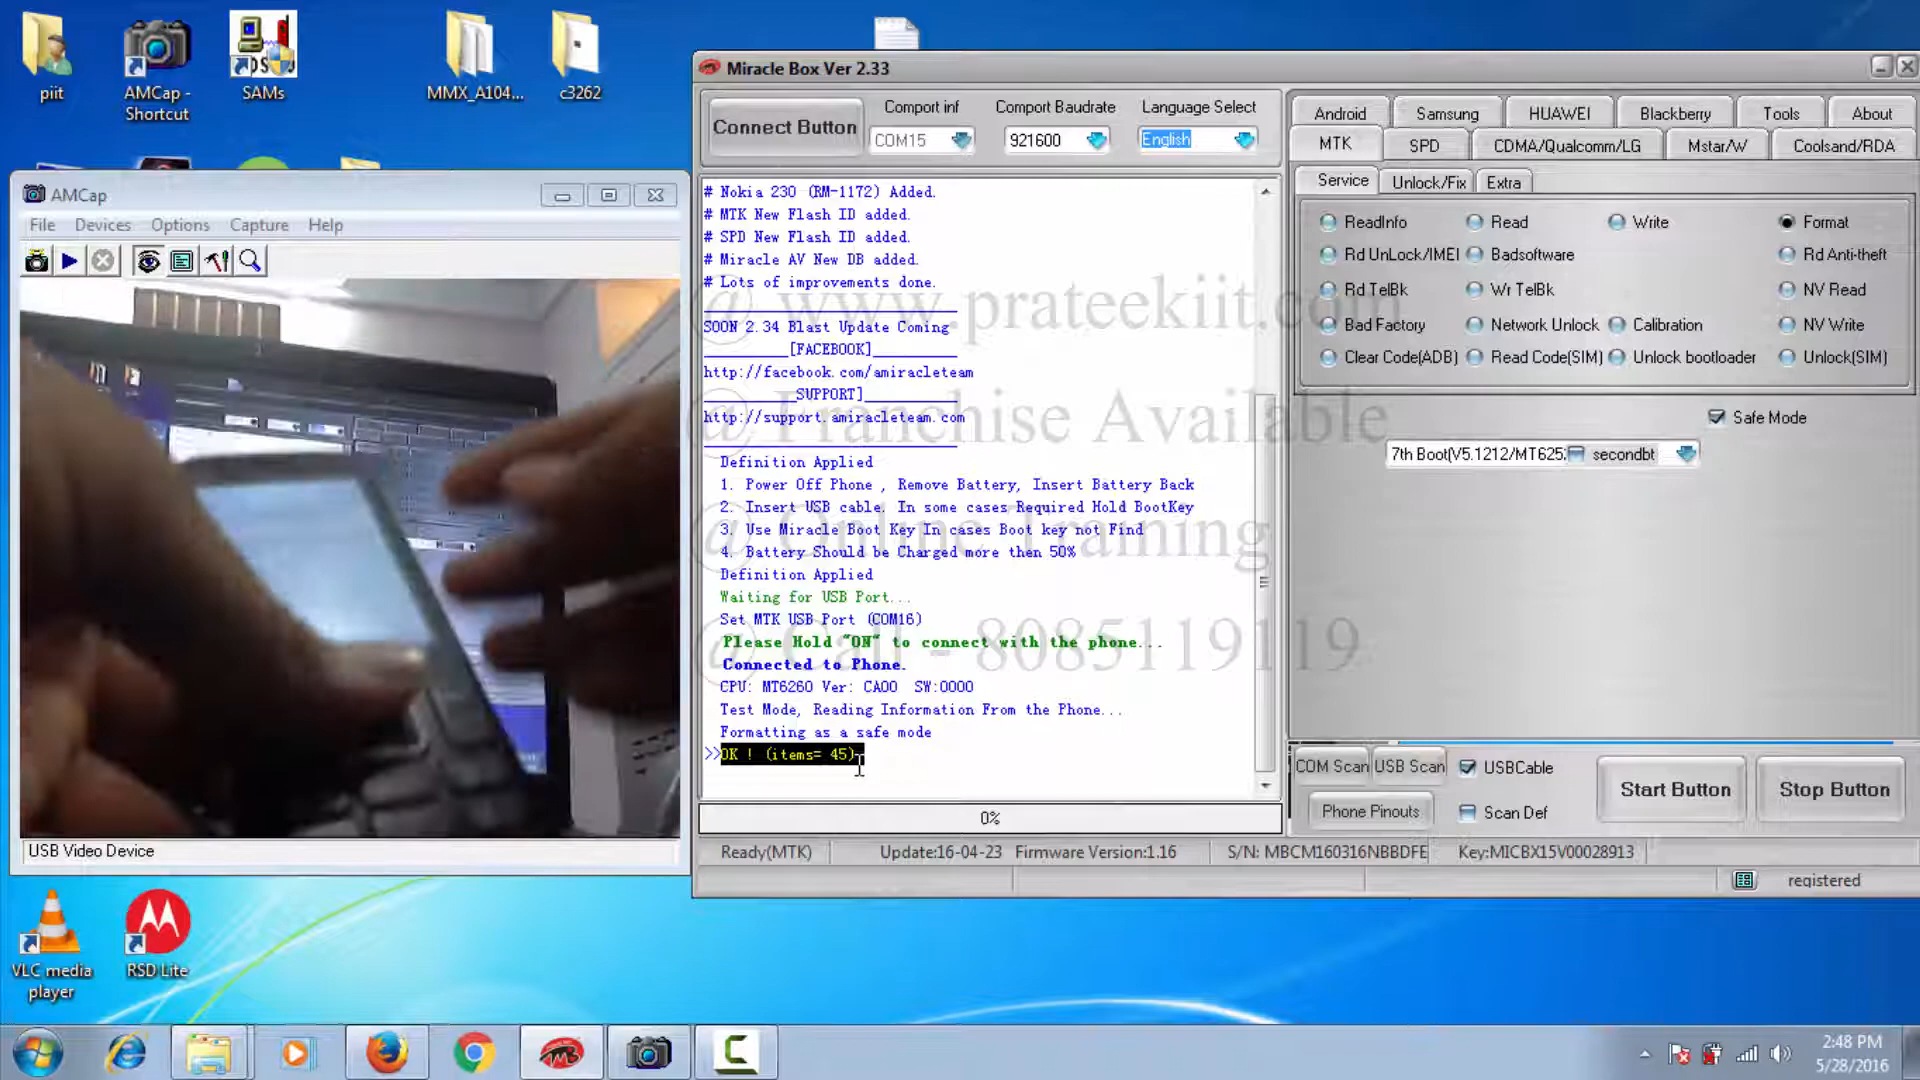 piit
AMCap -
Shortcut
SAMs
MMX_A104...
c3262
AMCap
File Devices Options Capture Help
USB Video Device
VLC media
player
RSD Lite
Miracle Box Ver 2.33
Connect Button
Comport inf
COM15
Comport Baudrate
921600
Language Select
English
# Nokia 230 (RM-1172) Added.
# MTK New Flash ID added.
# SPD New Flash ID added.
# Miracle AV New DB added.
# Lots of improvements done.
SOON 2.34 Blast Update Coming
__________[FACEBOOK]__________
http://facebook.com/amiracleteam
___________SUPPORT]___________
http://support.amiracleteam.com
Definition Applied
1. Power Off Phone , Remove Battery, Insert Battery Back
2. Insert USB cable. In some cases Required Hold BootKey
3. Use Miracle Boot Key In cases Boot key not Find
4. Battery Should be Charged more then 50%
Definition Applied
Waiting for USB Port...
Set MTK USB Port (COM16)
Please Hold "ON" to connect with the phone...
Connected to Phone.
CPU: MT6260 Ver: CA00 SW:0000
Test Mode, Reading Information From the Phone...
Formatting as a safe mode
>>OK ! (items= 45)
0%
@ www.prateekiit.com
@ Franchise Available
@ Online Training
@ Call - 8085119119
Android Samsung HUAWEI Blackberry Tools About
MTK SPD CDMA/Qualcomm/LG Mstar/W Coolsand/RDA
Service Unlock/Fix Extra
ReadInfo Read Write Format
Rd UnLock/IMEI Badsoftware Rd Anti-theft
Rd TelBk Wr TelBk NV Read
Bad Factory Network Unlock Calibration NV Write
Clear Code(ADB) Read Code(SIM) Unlock bootloader Unlock(SIM)
Safe Mode
7th Boot(V5.1212/MT625 secondbt
COM Scan USB Scan USBCable
Phone Pinouts Scan Def
Start Button Stop Button
Ready(MTK) Update:16-04-23 Firmware Version:1.16 S/N: MBCM160316NBBDFE Key:MICBX15V00028913
registered
2:48 PM
5/28/2016